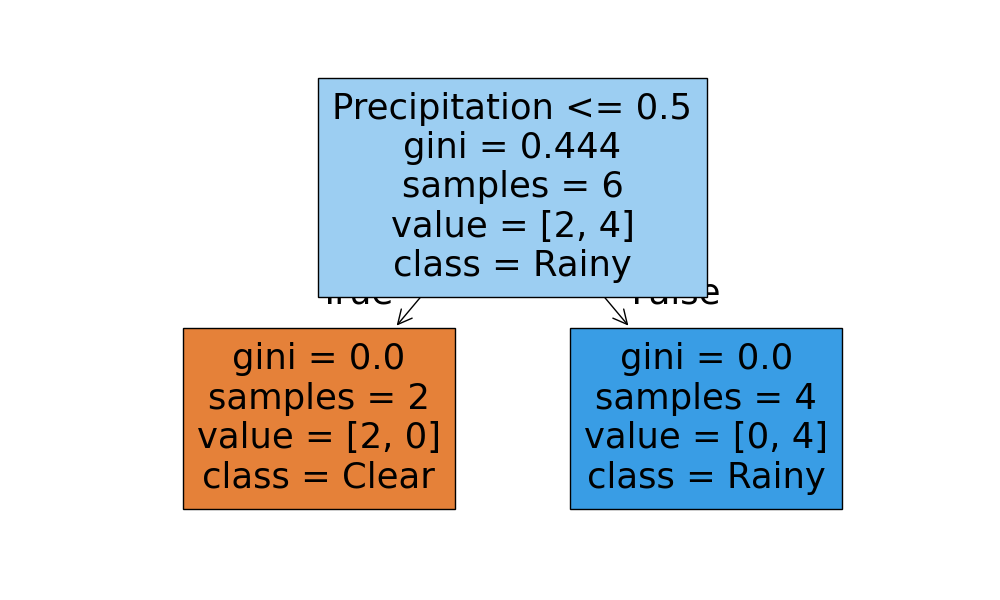 Precipitation <= 0.5
gini = 0.444
samples = 6
value = [2, 4]
class = Rainy
True
False
gini = 0.0
samples = 2
value = [2, 0]
class = Clear
gini = 0.0
samples = 4
value = [0, 4]
class = Rainy